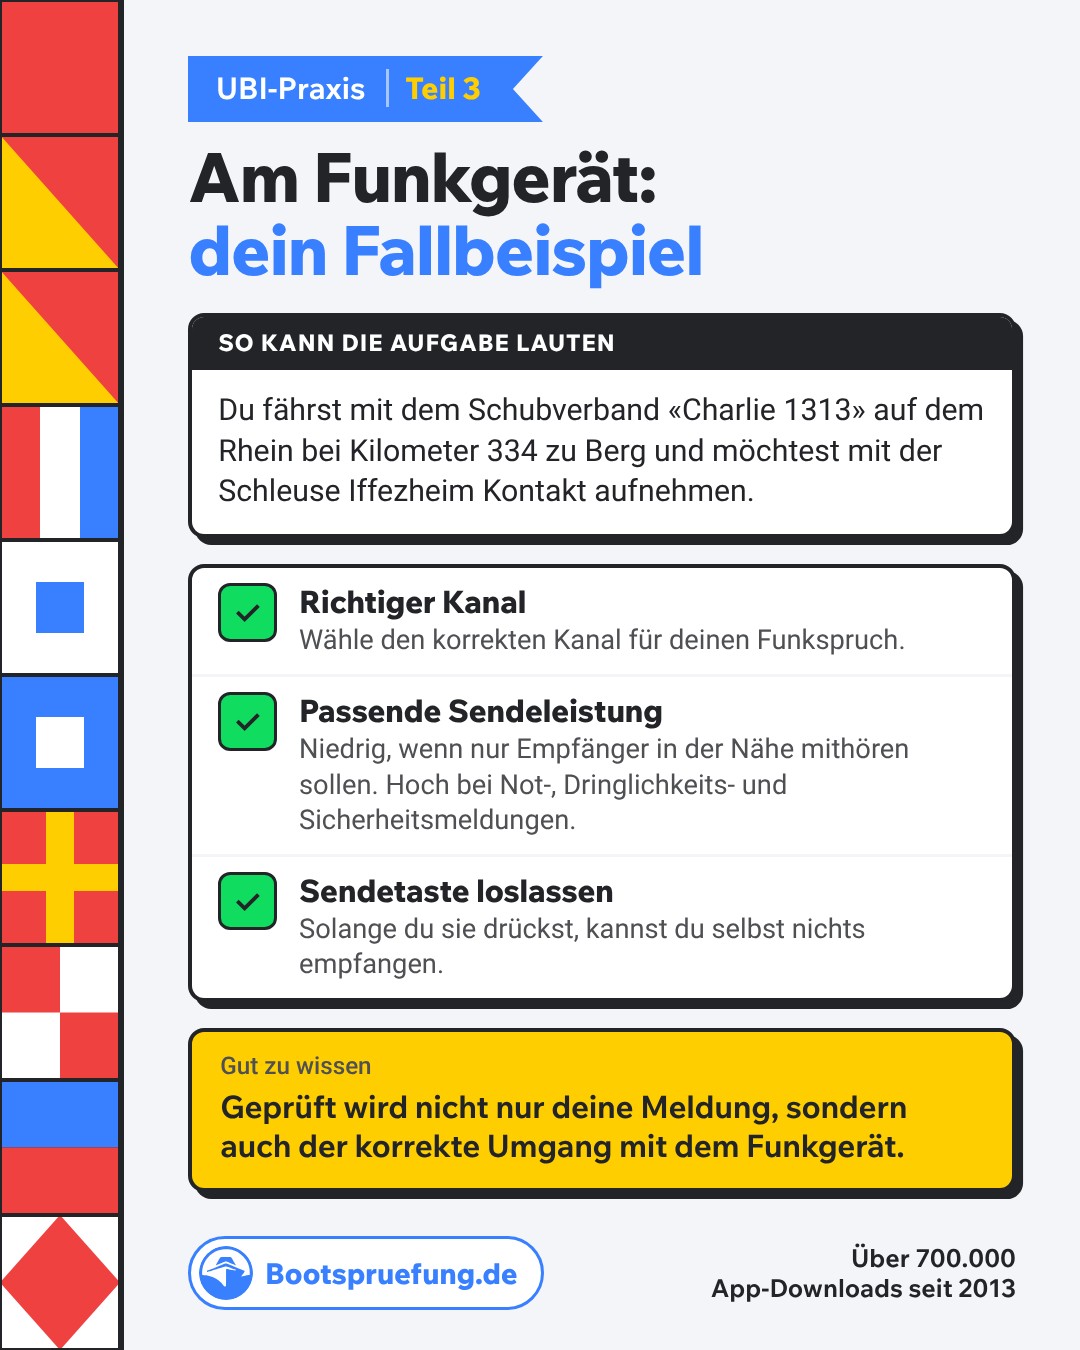 UBI-Praxis | Teil 3
Am Funkgerät:
dein Fallbeispiel
SO KANN DIE AUFGABE LAUTEN
Du fährst mit dem Schubverband «Charlie 1313» auf dem
Rhein bei Kilometer 334 zu Berg und möchtest mit der
Schleuse Iffezheim Kontakt aufnehmen.
Richtiger Kanal
Wähle den korrekten Kanal für deinen Funkspruch.
Passende Sendeleistung
Niedrig, wenn nur Empfänger in der Nähe mithören
sollen. Hoch bei Not-, Dringlichkeits- und
Sicherheitsmeldungen.
Sendetaste loslassen
Solange du sie drückst, kannst du selbst nichts
empfangen.
Gut zu wissen
Geprüft wird nicht nur deine Meldung, sondern
auch der korrekte Umgang mit dem Funkgerät.
Bootspruefung.de
Über 700.000
App-Downloads seit 2013